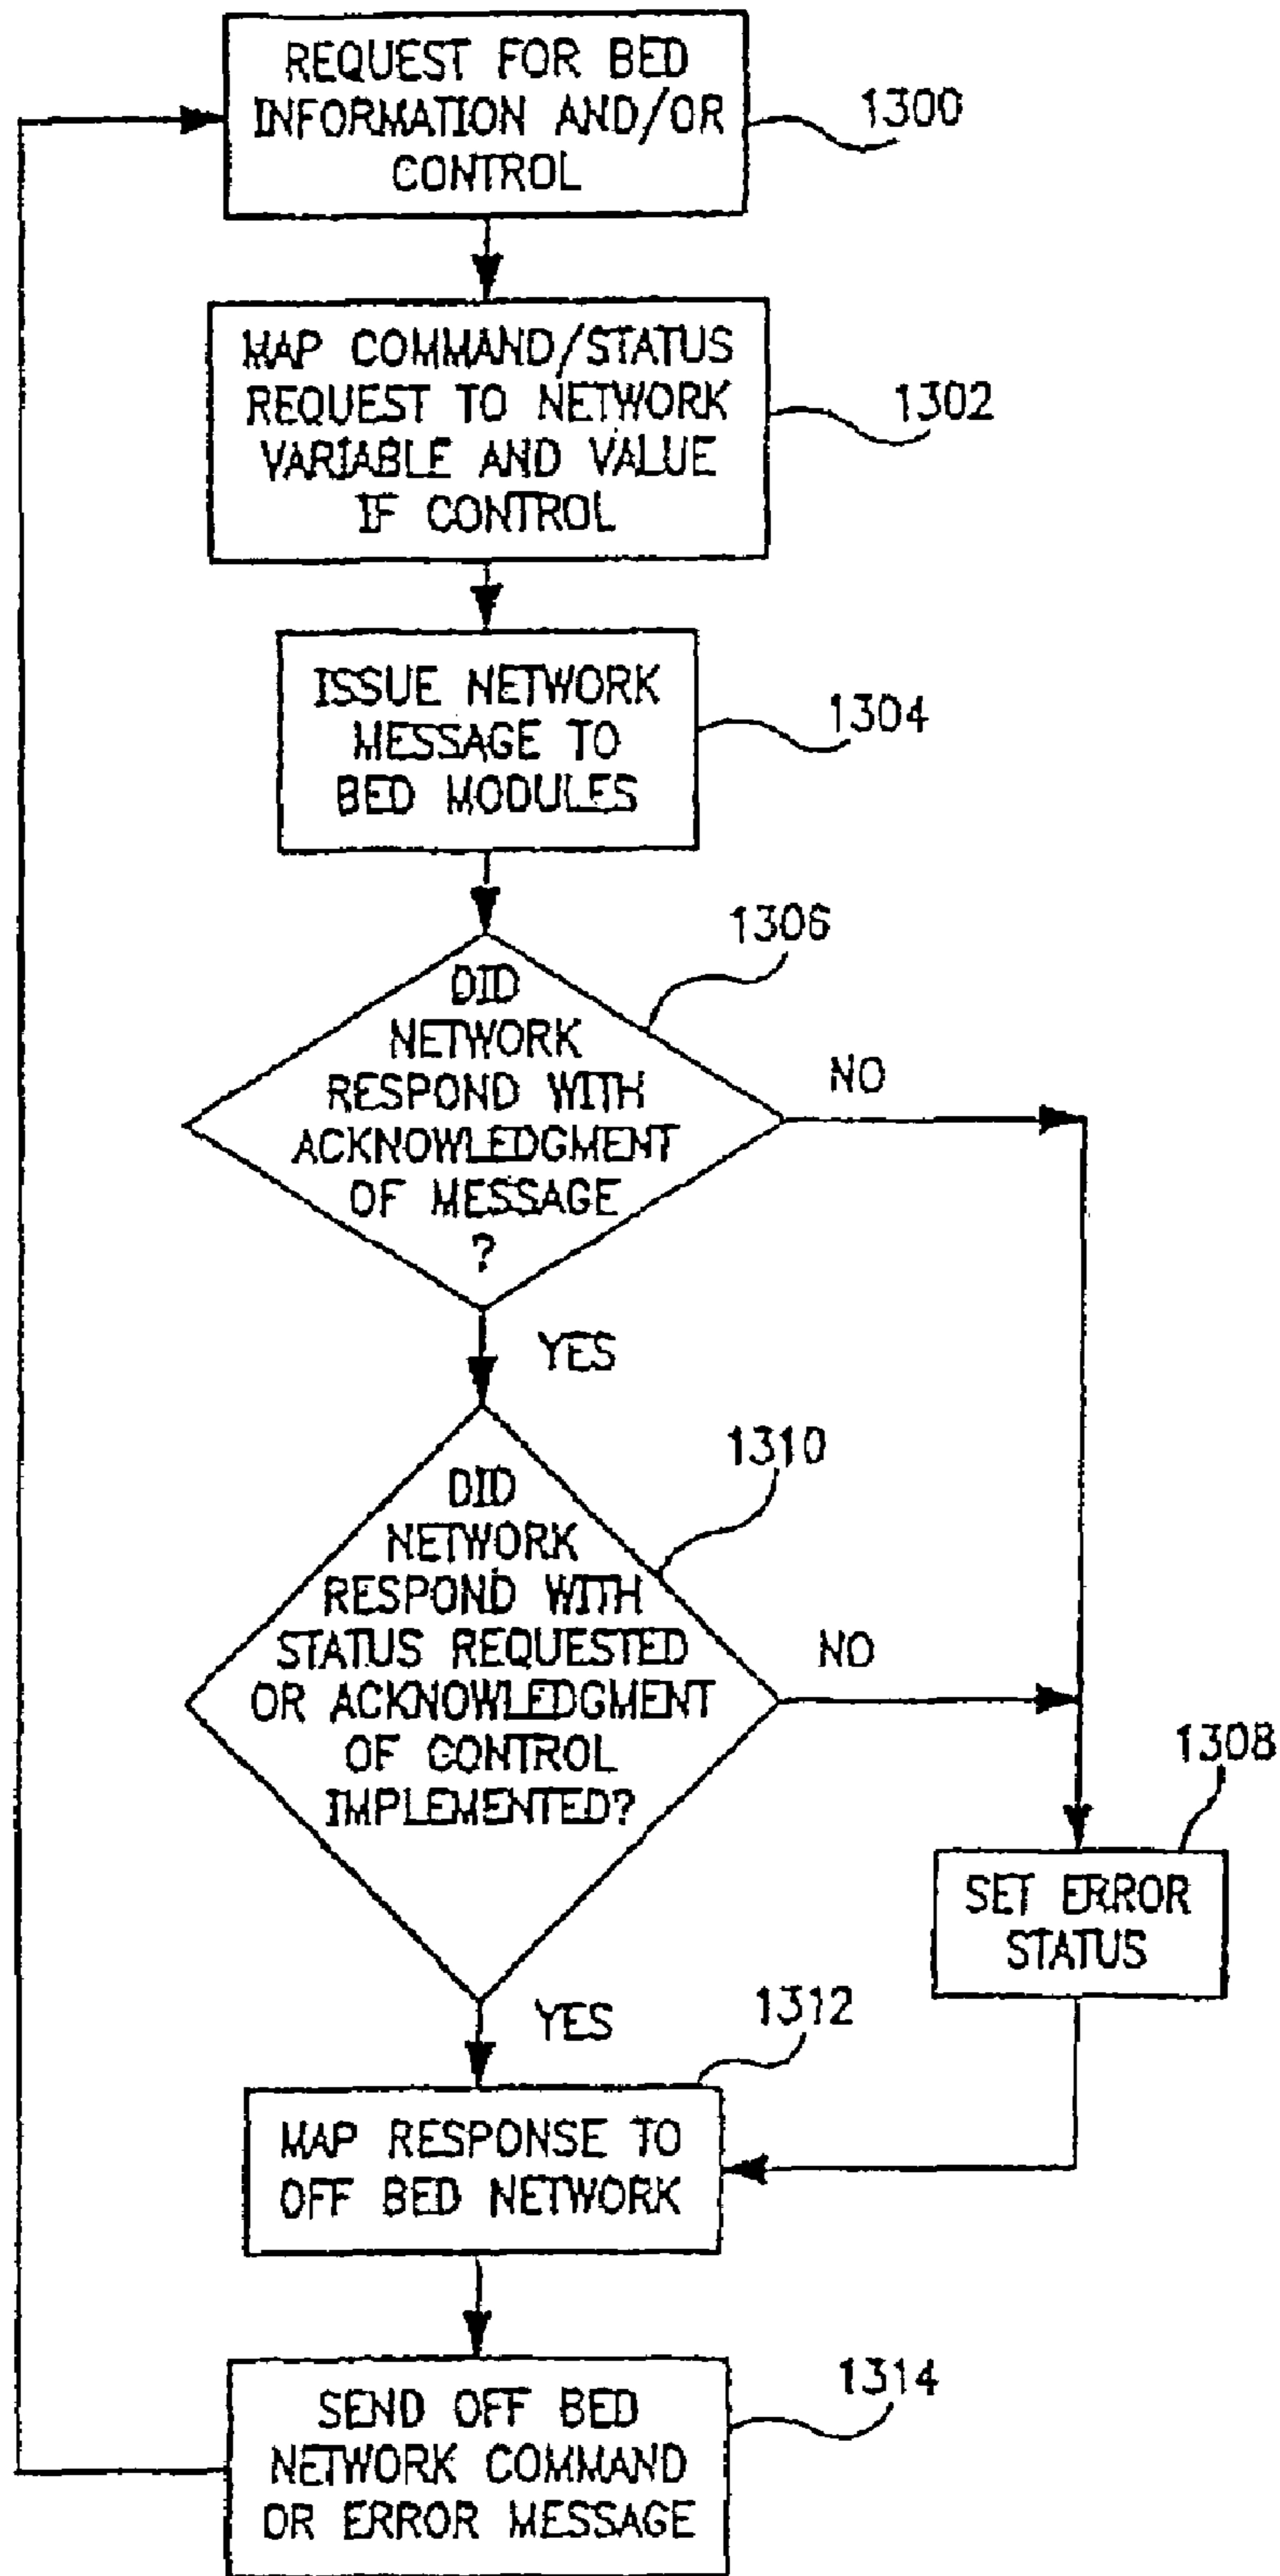 REQUEST FOR BED
INFORMATION AND/OR
CONTROL
1300
MAP COMMAND/STATUS
REQUEST TO NETWORK
VARIABLE AND VALUE
IF CONTROL
1302
ISSUE NETWORK
MESSAGE TO
BED MODULES
1304
1306
DID
NETWORK
RESPOND WITH
ACKNOWLEDGMENT
OF MESSAGE
?
NO
YES
1310
DID
NETWORK
RESPOND WITH
STATUS REQUESTED
OR ACKNOWLEDGMENT
OF CONTROL
IMPLEMENTED?
NO
1308
SET ERROR
STATUS
YES
1312
MAP RESPONSE TO
OFF BED NETWORK
1314
SEND OFF BED
NETWORK COMMAND
OR ERROR MESSAGE